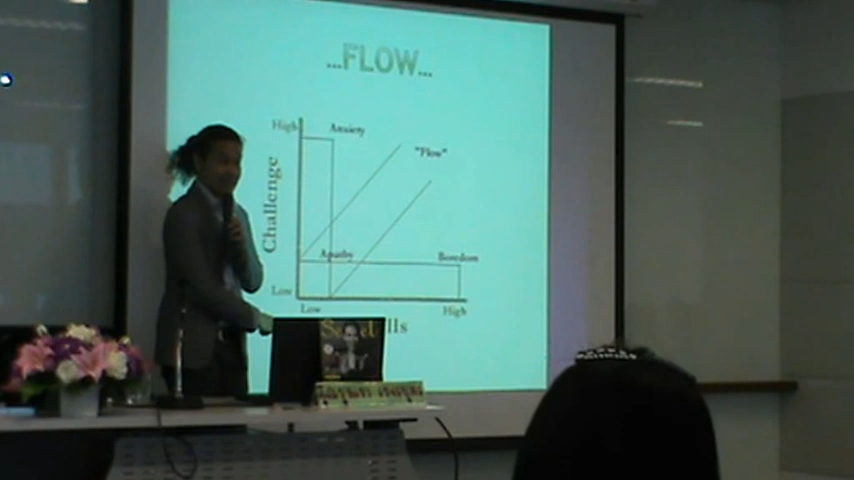 ...FLOW...
High
Anxiety
"Flow"
Challenge
Apathy
Boredom
Low
Low
High